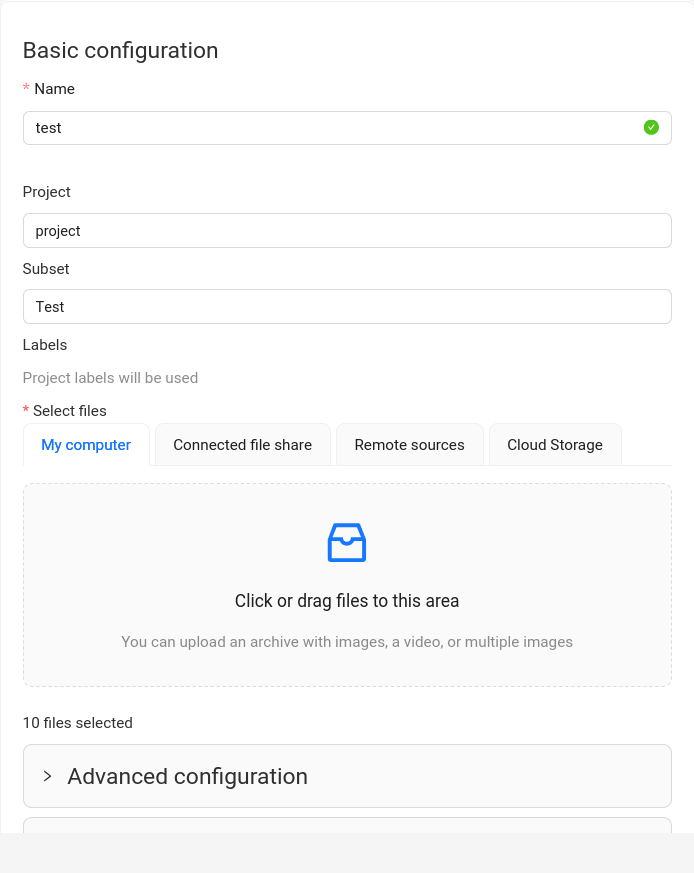 Basic configuration
* Name
test
Project
project
Subset
Test
Labels
Project labels will be used
* Select files
My computer
Connected file share
Remote sources
Cloud Storage
Click or drag files to this area
You can upload an archive with images, a video, or multiple images
10 files selected
Advanced configuration